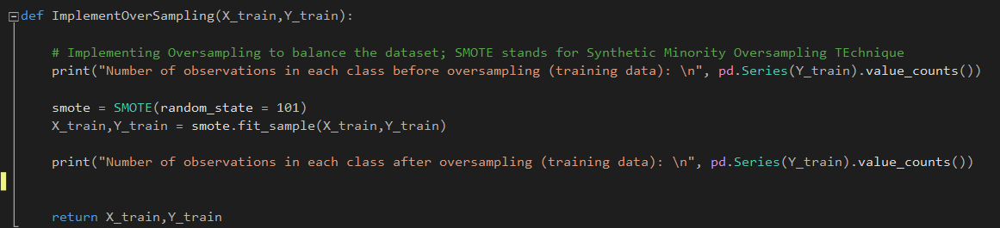 def ImplementOverSampling(X_train,Y_train):
# Implementing Oversampling to balance the dataset; SMOTE stands for Synthetic Minority Oversampling TEchnique
print("Number of observations in each class before oversampling (training data): \n", pd.Series(Y_train).value_counts())
smote = SMOTE(random_state = 101)
X_train,Y_train = smote.fit_sample(X_train,Y_train)
print("Number of observations in each class after oversampling (training data): \n", pd.Series(Y_train).value_counts())
return X_train,Y_train